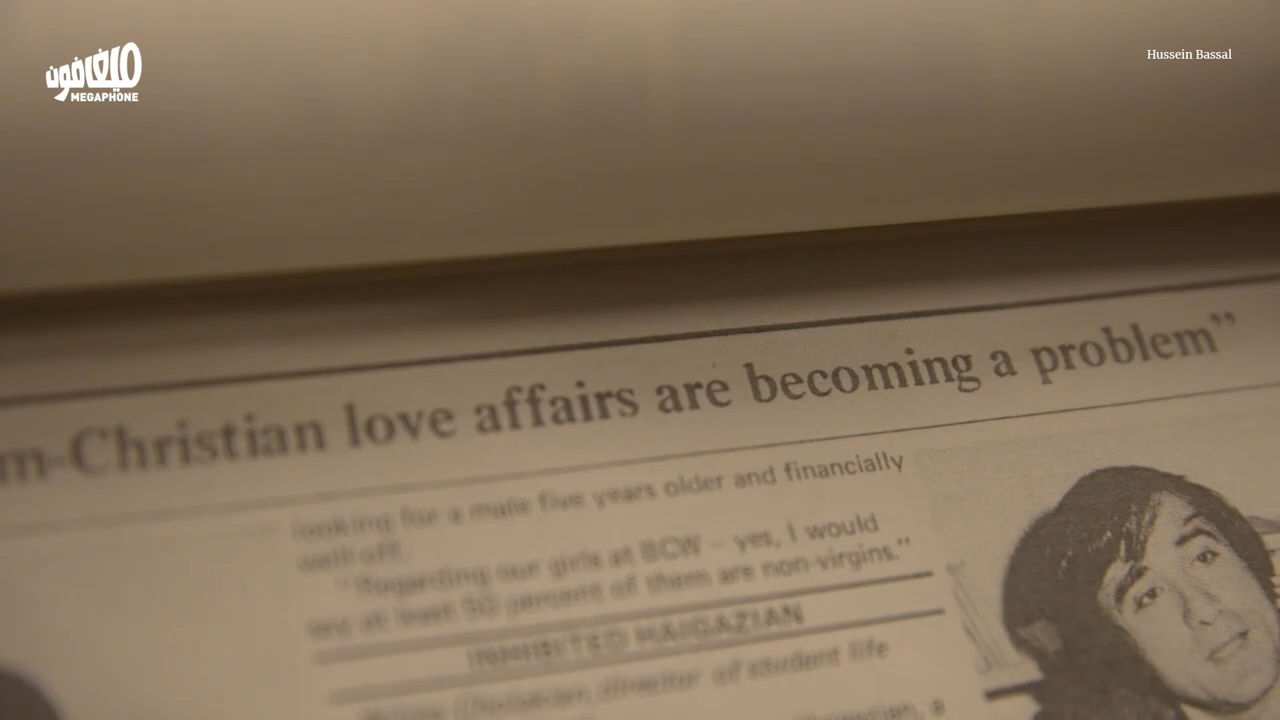 ميغافون
MEGAPHONE
Hussein Bassal
m-Christian love affairs are becoming a problem”
looking for a male five years older and financially
well-off.
“Regarding our girls at BCW – yes, I would
say at least 50 percent of them are non-virgins.”
INHIBITED HAIGAZIAN
director of student life
a